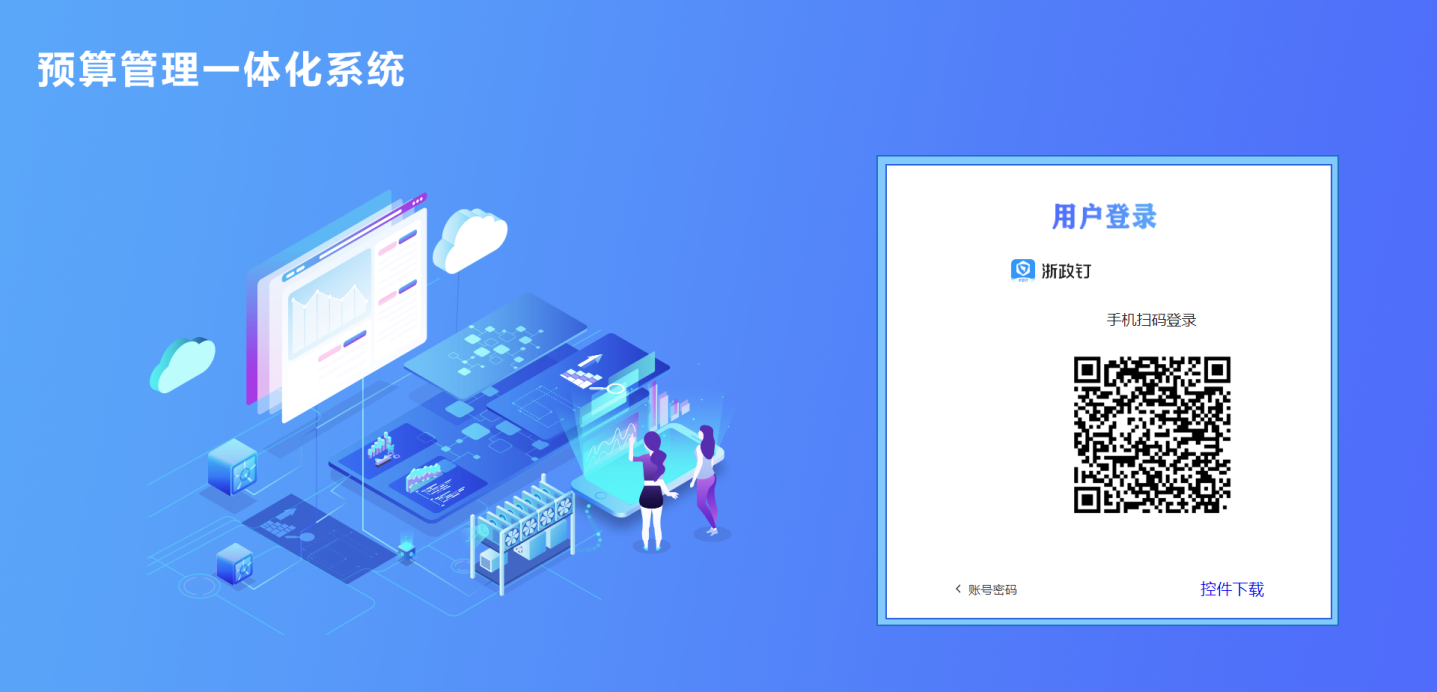 预算管理一体化系统
用户登录
浙政钉
手机扫码登录
账号密码
控件下载